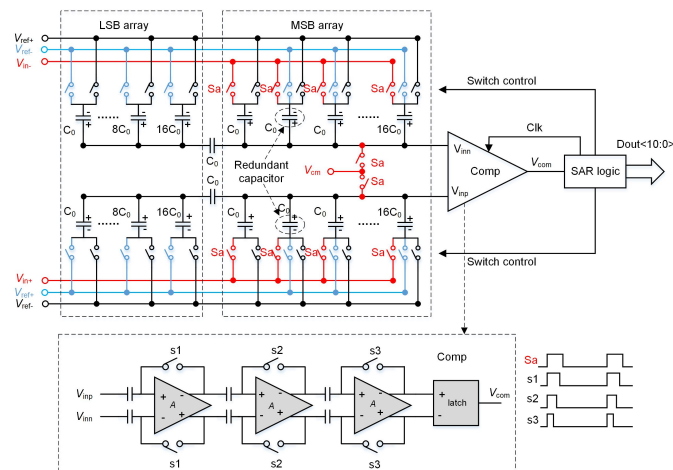 LSB array
MSB array
Vref+
Vref-
Vin-
Sa
Sa
Sa
Sa
Switch control
C0
8C0
16C0
C0
C0
16C0
C0
Redundant
capacitor
Vcm
Sa
Sa
Vinn
Comp
Vinp
Clk
Vcom
SAR logic
Dout<10:0>
C0
C0
8C0
16C0
C0
C0
16C0
Sa
Sa
Sa
Sa
Switch control
Vin+
Vref+
Vref-
s1
s2
s3
Comp
Vinp
Vinn
A
A
A
latch
Vcom
s1
s2
s3
Sa
s1
s2
s3